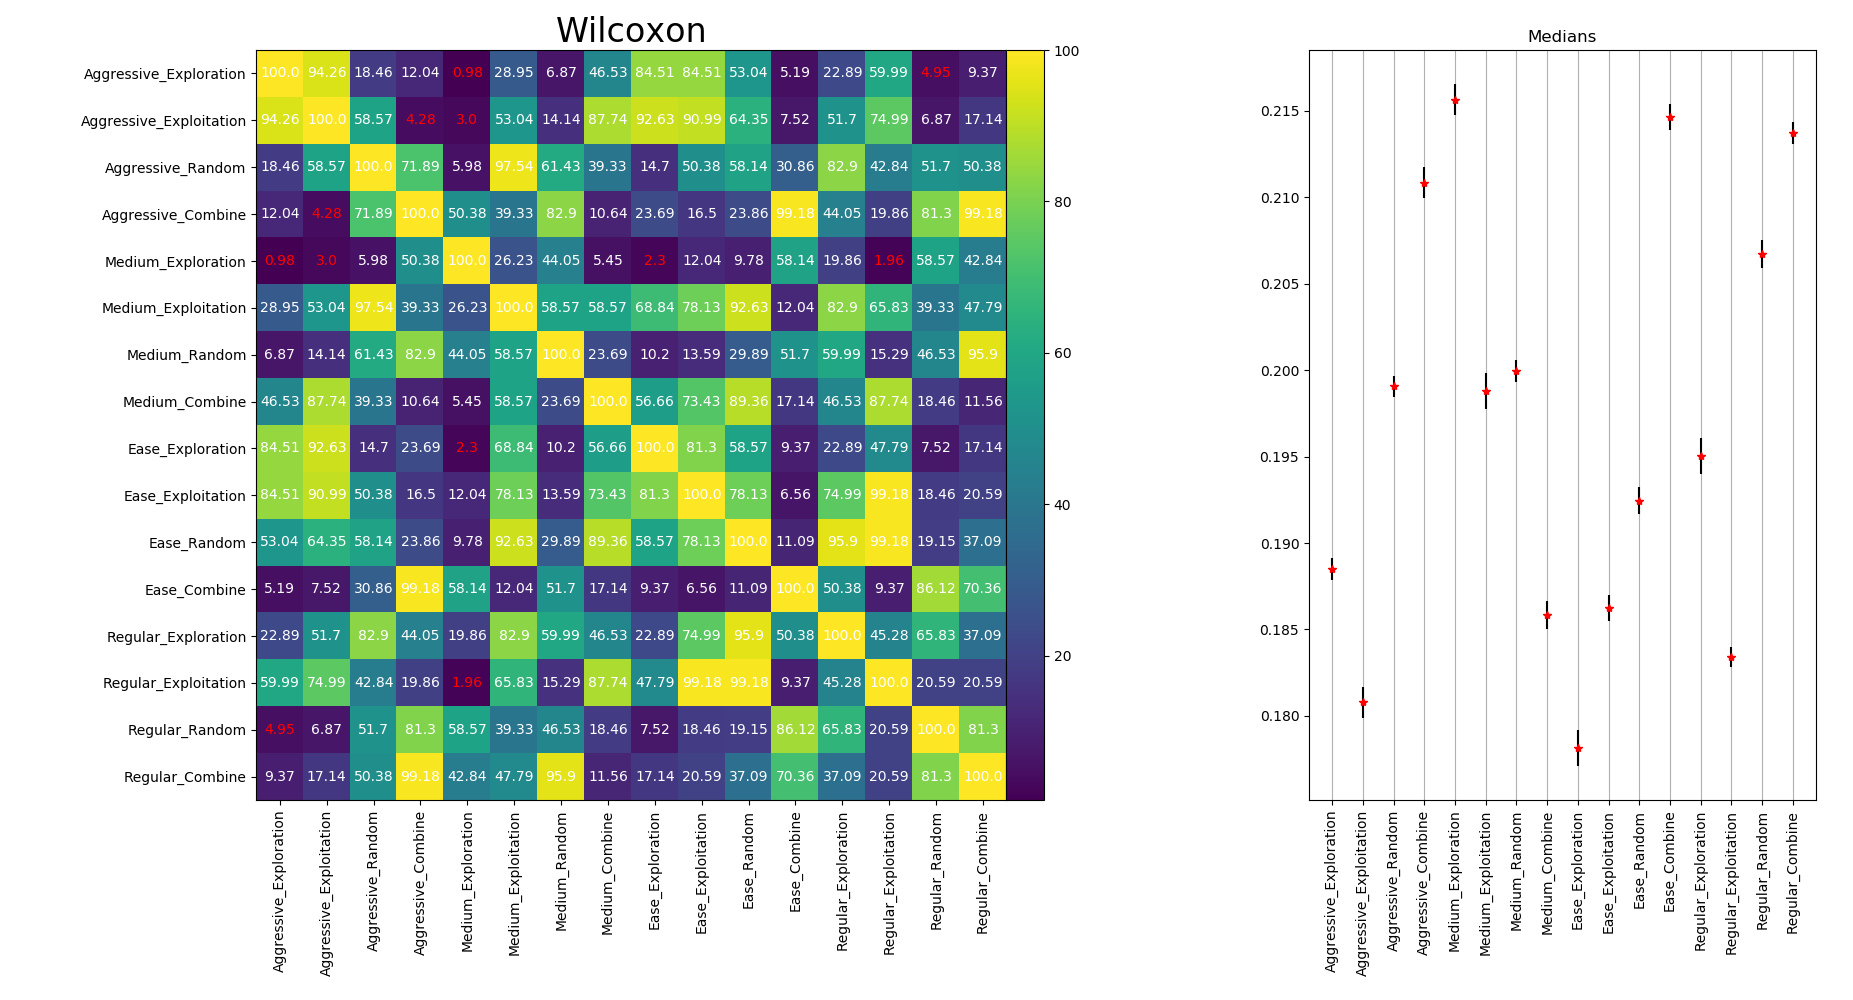 Wilcoxon
Aggressive_Exploration 100.0 94.26 18.46 12.04 0.98 28.95 6.87 46.53 84.51 84.51 53.04 5.19 22.89 59.99 4.95 9.37
Aggressive_Exploitation 94.26 100.0 58.57 4.28 3.0 53.04 14.14 87.74 92.63 90.99 64.35 7.52 51.7 74.99 6.87 17.14
Aggressive_Random 18.46 58.57 100.0 71.89 5.98 97.54 61.43 39.33 14.7 50.38 58.14 30.86 82.9 42.84 51.7 50.38
Aggressive_Combine 12.04 4.28 71.89 100.0 50.38 39.33 82.9 10.64 23.69 16.5 23.86 99.18 44.05 19.86 81.3 99.18
Medium_Exploration 0.98 3.0 5.98 50.38 100.0 26.23 44.05 5.45 2.3 12.04 9.78 58.14 19.86 1.96 58.57 42.84
Medium_Exploitation 28.95 53.04 97.54 39.33 26.23 100.0 58.57 58.57 68.84 78.13 92.63 12.04 82.9 65.83 39.33 47.79
Medium_Random 6.87 14.14 61.43 82.9 44.05 58.57 100.0 23.69 10.2 13.59 29.89 51.7 59.99 15.29 46.53 95.9
Medium_Combine 46.53 87.74 39.33 10.64 5.45 58.57 23.69 100.0 56.66 73.43 89.36 17.14 46.53 87.74 18.46 11.56
Ease_Exploration 84.51 92.63 14.7 23.69 2.3 68.84 10.2 56.66 100.0 81.3 58.57 9.37 22.89 47.79 7.52 17.14
Ease_Exploitation 84.51 90.99 50.38 16.5 12.04 78.13 13.59 73.43 81.3 100.0 78.13 6.56 74.99 99.18 18.46 20.59
Ease_Random 53.04 64.35 58.14 23.86 9.78 92.63 29.89 89.36 58.57 78.13 100.0 11.09 95.9 99.18 19.15 37.09
Ease_Combine 5.19 7.52 30.86 99.18 58.14 12.04 51.7 17.14 9.37 6.56 11.09 100.0 50.38 9.37 86.12 70.36
Regular_Exploration 22.89 51.7 82.9 44.05 19.86 82.9 59.99 46.53 22.89 74.99 95.9 50.38 100.0 45.28 65.83 37.09
Regular_Exploitation 59.99 74.99 42.84 19.86 1.96 65.83 15.29 87.74 47.79 99.18 99.18 9.37 45.28 100.0 20.59 20.59
Regular_Random 4.95 6.87 51.7 81.3 58.57 39.33 46.53 18.46 7.52 18.46 19.15 86.12 65.83 20.59 100.0 81.3
Regular_Combine 9.37 17.14 50.38 99.18 42.84 47.79 95.9 11.56 17.14 20.59 37.09 70.36 37.09 20.59 81.3 100.0
Aggressive_Exploration
Aggressive_Exploitation
Aggressive_Random
Aggressive_Combine
Medium_Exploration
Medium_Exploitation
Medium_Random
Medium_Combine
Ease_Exploration
Ease_Exploitation
Ease_Random
Ease_Combine
Regular_Exploration
Regular_Exploitation
Regular_Random
Regular_Combine
100
80
60
40
20
Medians
0.215
0.210
0.205
0.200
0.195
0.190
0.185
0.180
Aggressive_Exploration
Aggressive_Exploitation
Aggressive_Random
Aggressive_Combine
Medium_Exploration
Medium_Exploitation
Medium_Random
Medium_Combine
Ease_Exploration
Ease_Exploitation
Ease_Random
Ease_Combine
Regular_Exploration
Regular_Exploitation
Regular_Random
Regular_Combine